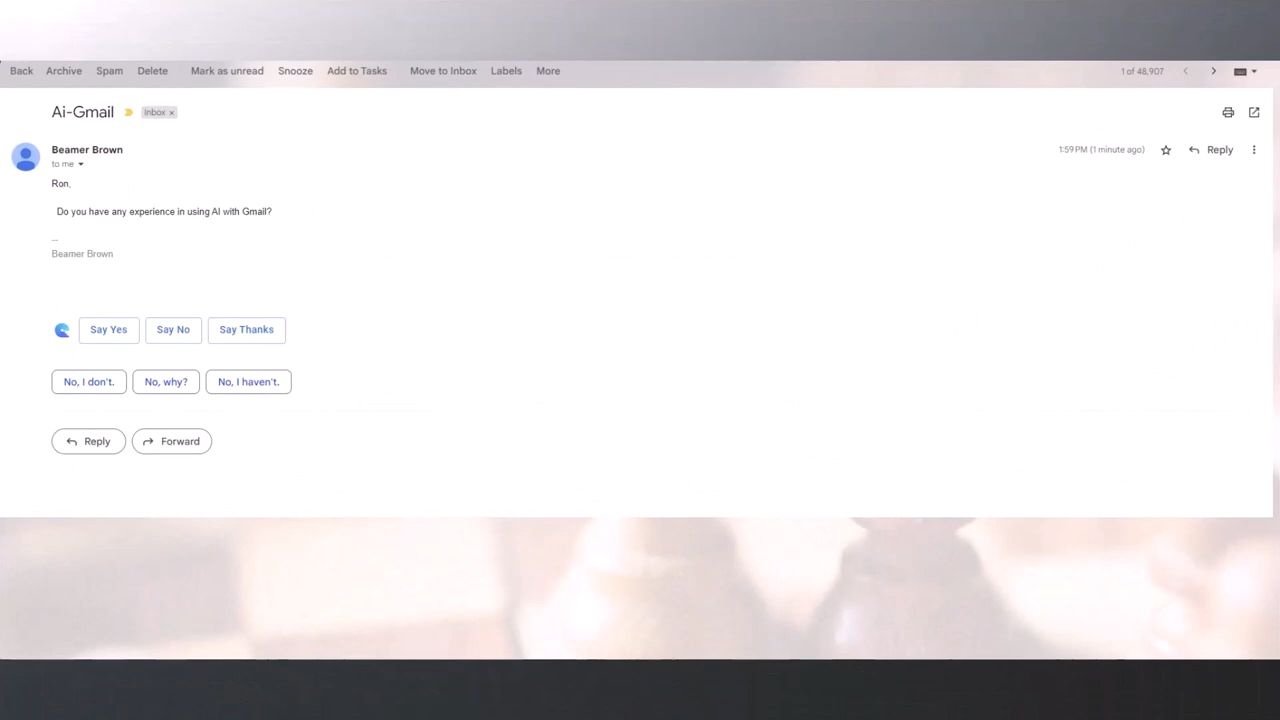 Back Archive Spam Delete Mark as unread Snooze Add to Tasks Move to Inbox Labels More 1 of 48,907
Ai-Gmail Inbox ×
Beamer Brown 1:59 PM (1 minute ago) Reply
to me
Ron,
Do you have any experience in using AI with Gmail?
--
Beamer Brown
Say Yes Say No Say Thanks
No, I don't. No, why? No, I haven't.
Reply Forward